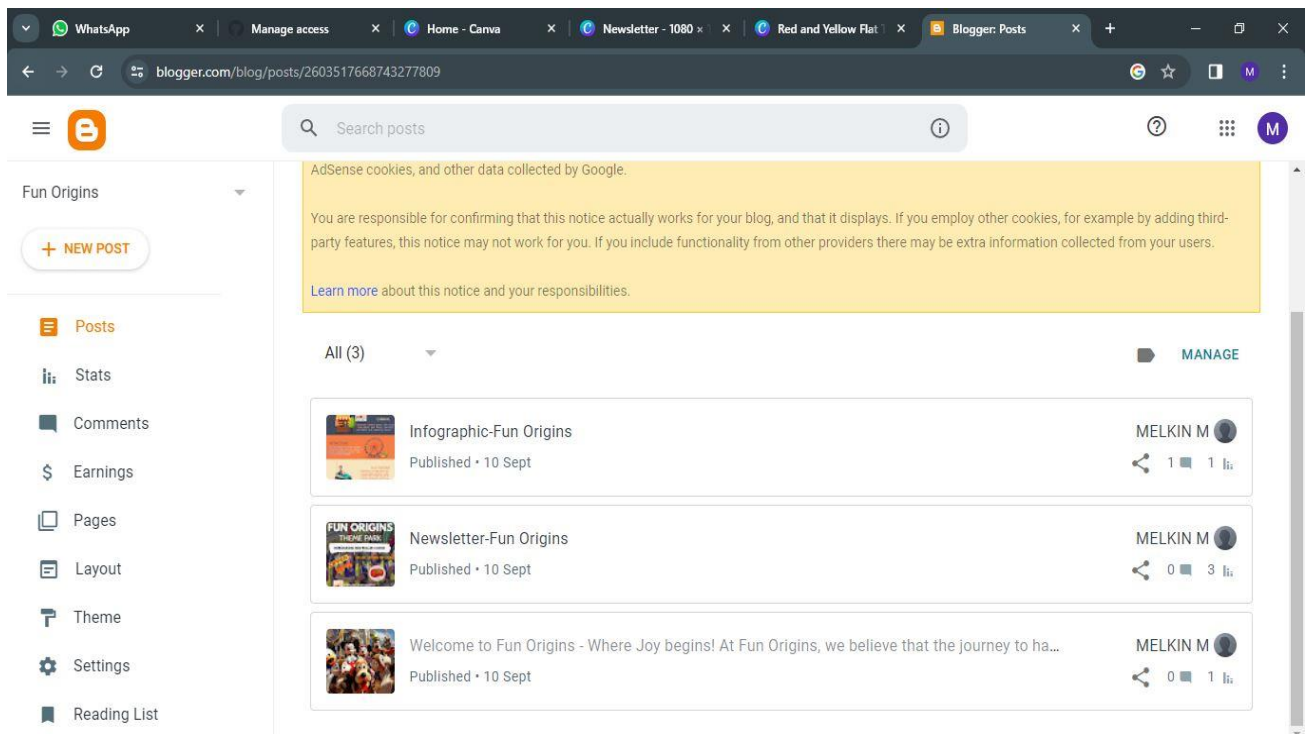 WhatsApp Manage access Home - Canva Newsletter - 1080 × Red and Yellow Flat Blogger: Posts
blogger.com/blog/posts/2603517668743277809 M
Search posts M
Fun Origins
+ NEW POST
Posts
Stats
Comments
Earnings
Pages
Layout
Theme
Settings
Reading List
AdSense cookies, and other data collected by Google.
You are responsible for confirming that this notice actually works for your blog, and that it displays. If you employ other cookies, for example by adding third-
party features, this notice may not work for you. If you include functionality from other providers there may be extra information collected from your users.
Learn more about this notice and your responsibilities.
All (3) MANAGE
Infographic-Fun Origins MELKIN M
Published • 10 Sept 1 1
FUN ORIGINS
THEME PARK
Newsletter-Fun Origins MELKIN M
Published • 10 Sept 0 3
Welcome to Fun Origins - Where Joy begins! At Fun Origins, we believe that the journey to ha... MELKIN M
Published • 10 Sept 0 1